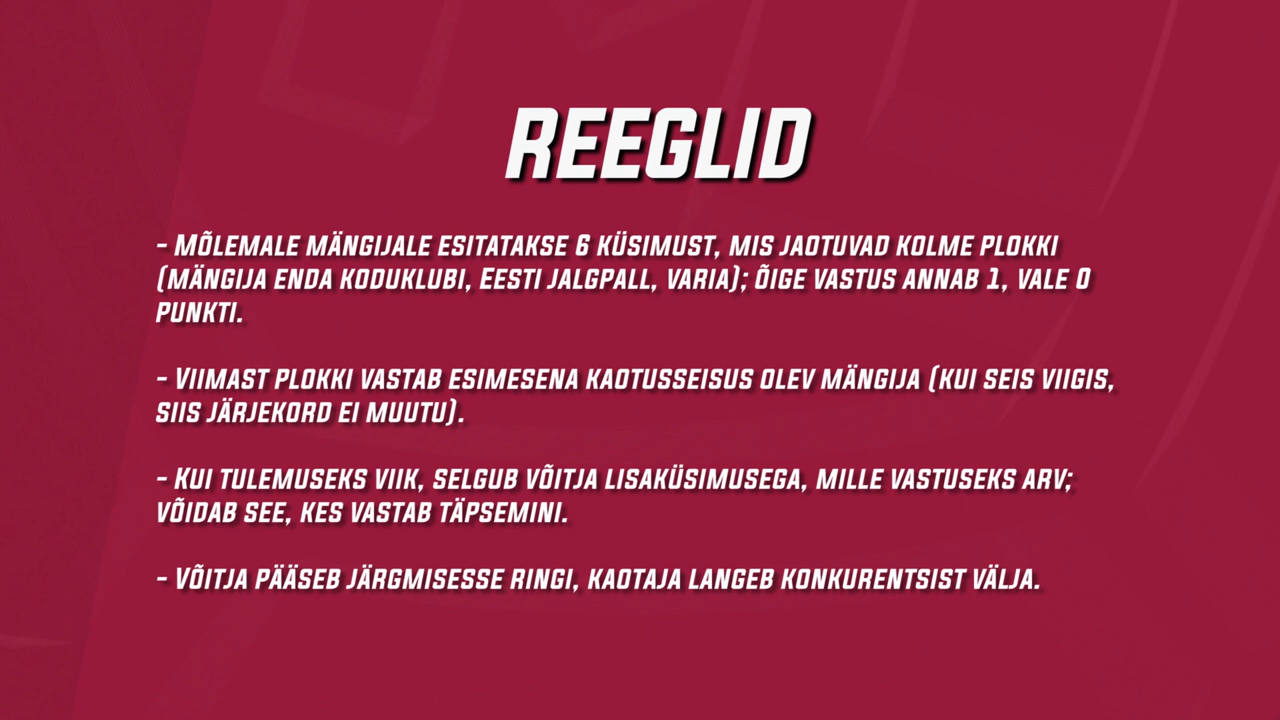 REEGLID
- MÕLEMALE MÄNGIJALE ESITATAKSE 6 KÜSIMUST, MIS JAOTUVAD KOLME PLOKKI
(MÄNGIJA ENDA KODUKLUBI, EESTI JALGPALL, VARIA); ÕIGE VASTUS ANNAB 1, VALE 0
PUNKTI.
- VIIMAST PLOKKI VASTAB ESIMESENA KAOTUSSEISUS OLEV MÄNGIJA (KUI SEIS VIIGIS,
SIIS JÄRJEKORD EI MUUTU).
- KUI TULEMUSEKS VIIK, SELGUB VÕITJA LISAKÜSIMUSEGA, MILLE VASTUSEKS ARV;
VÕIDAB SEE, KES VASTAB TÄPSEMINI.
- VÕITJA PÄÄSEB JÄRGMISESSE RINGI, KAOTAJA LANGEB KONKURENTSIST VÄLJA.